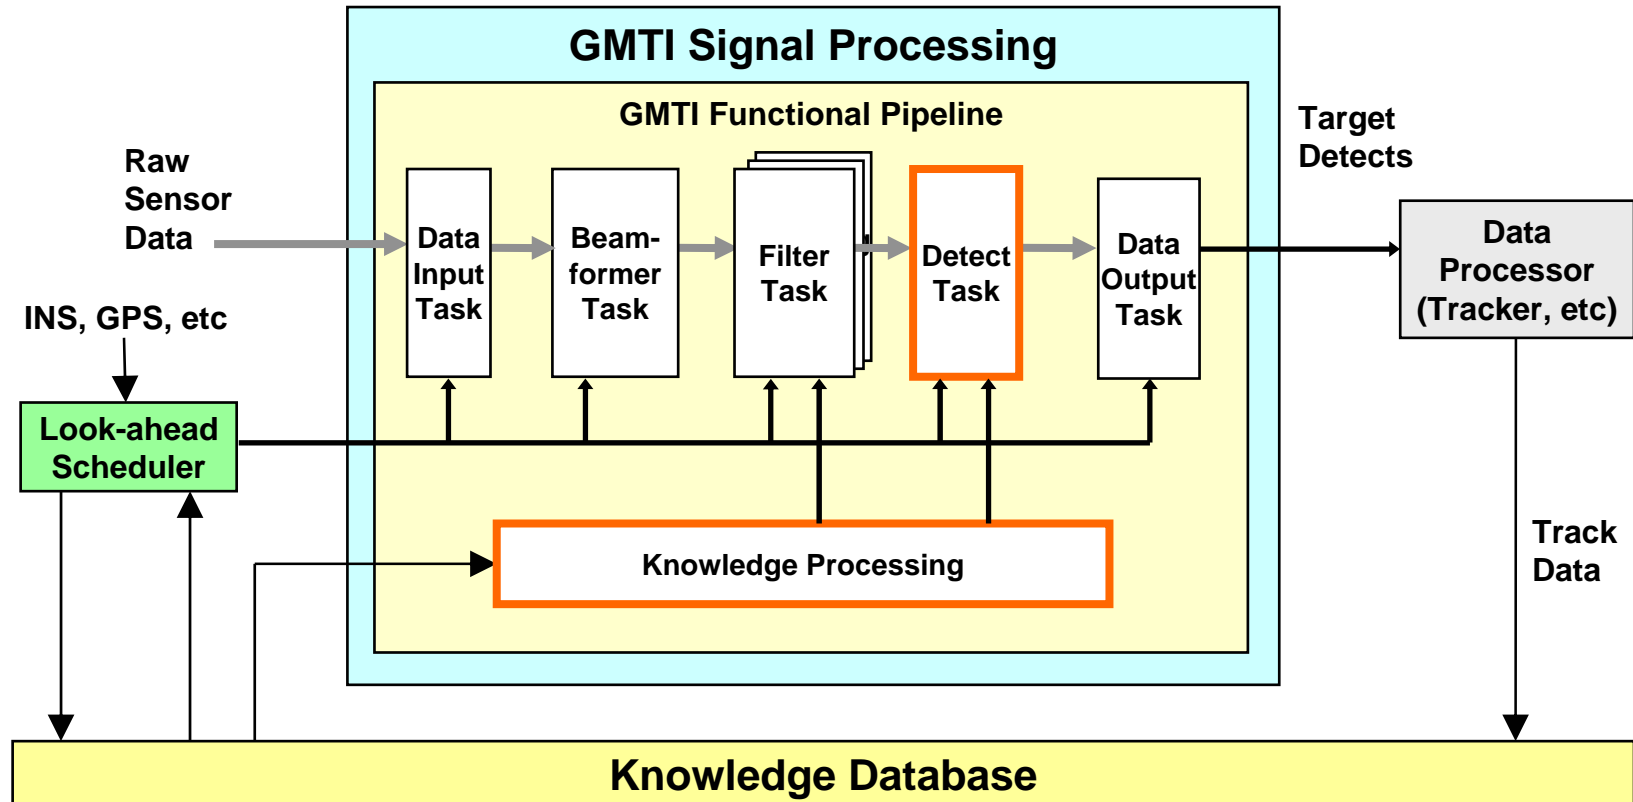 GMTI Signal Processing
GMTI Functional Pipeline
Raw
Sensor
Data
Data
Input
Task
Beam-
former
Task
Filter
Task
Detect
Task
Data
Output
Task
Target
Detects
Data
Processor
(Tracker, etc)
INS, GPS, etc
Look-ahead
Scheduler
Knowledge Processing
Track
Data
Knowledge Database